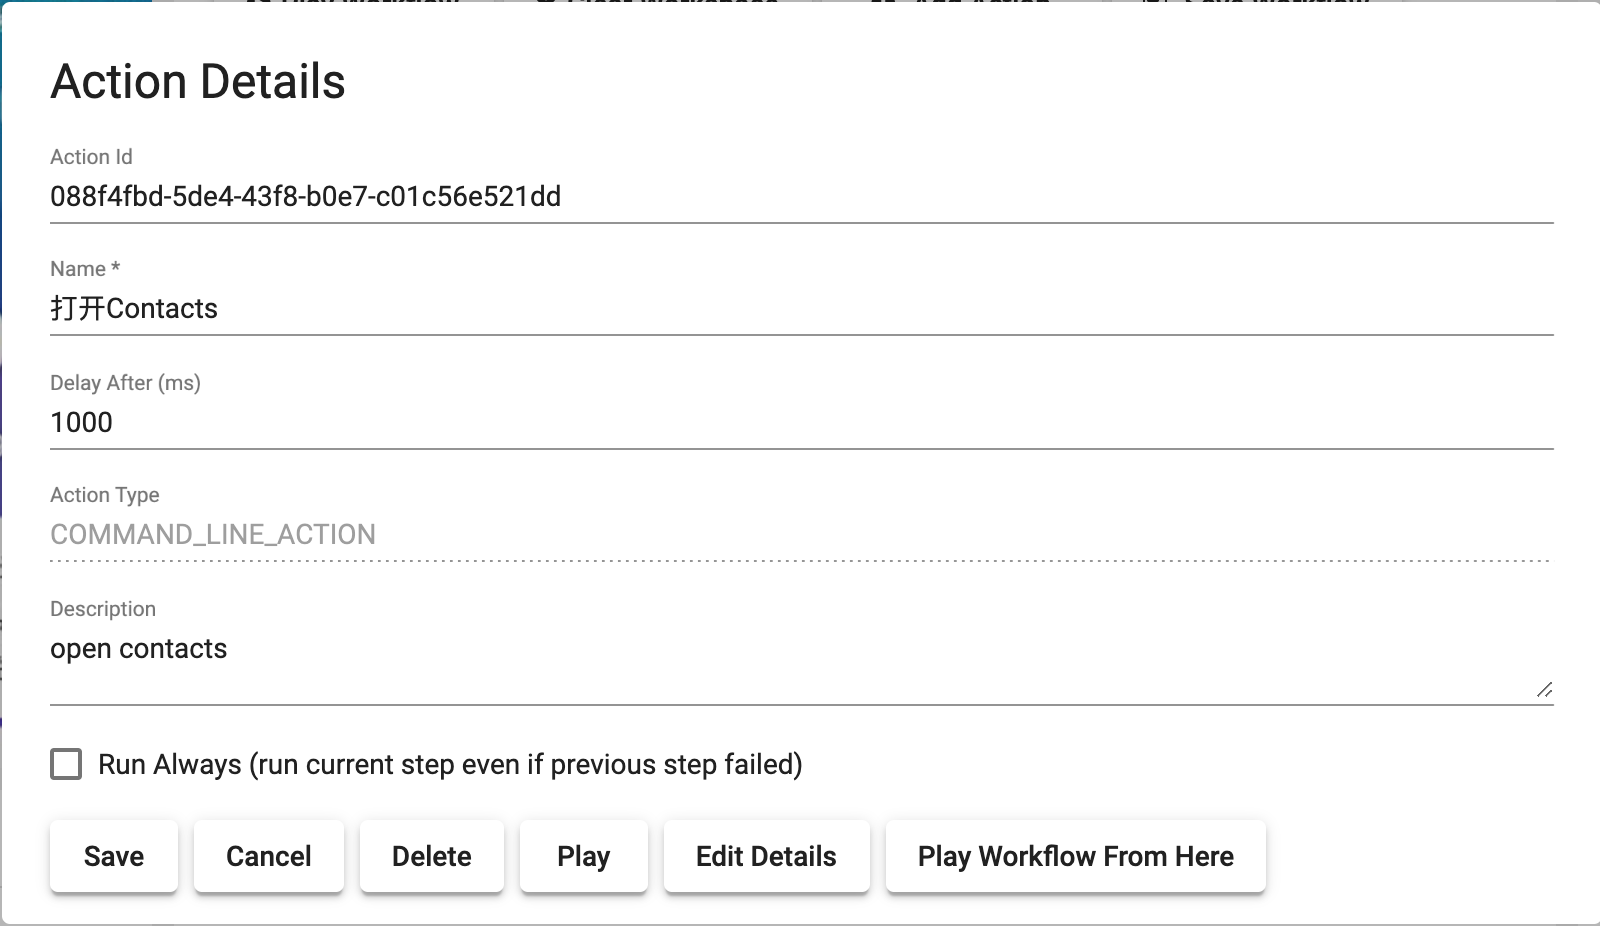 Action Details
Action Id
088f4fbd-5de4-43f8-b0e7-c01c56e521dd
Name *
打开Contacts
Delay After (ms)
1000
Action Type
COMMAND_LINE_ACTION
Description
open contacts
Run Always (run current step even if previous step failed)
Save Cancel Delete Play Edit Details Play Workflow From Here